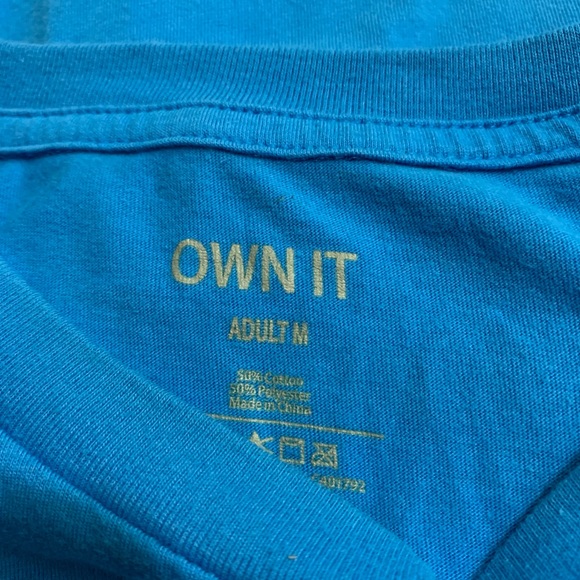 OWN IT
ADULT M
50% Cotton
50% Polyester
Made in China